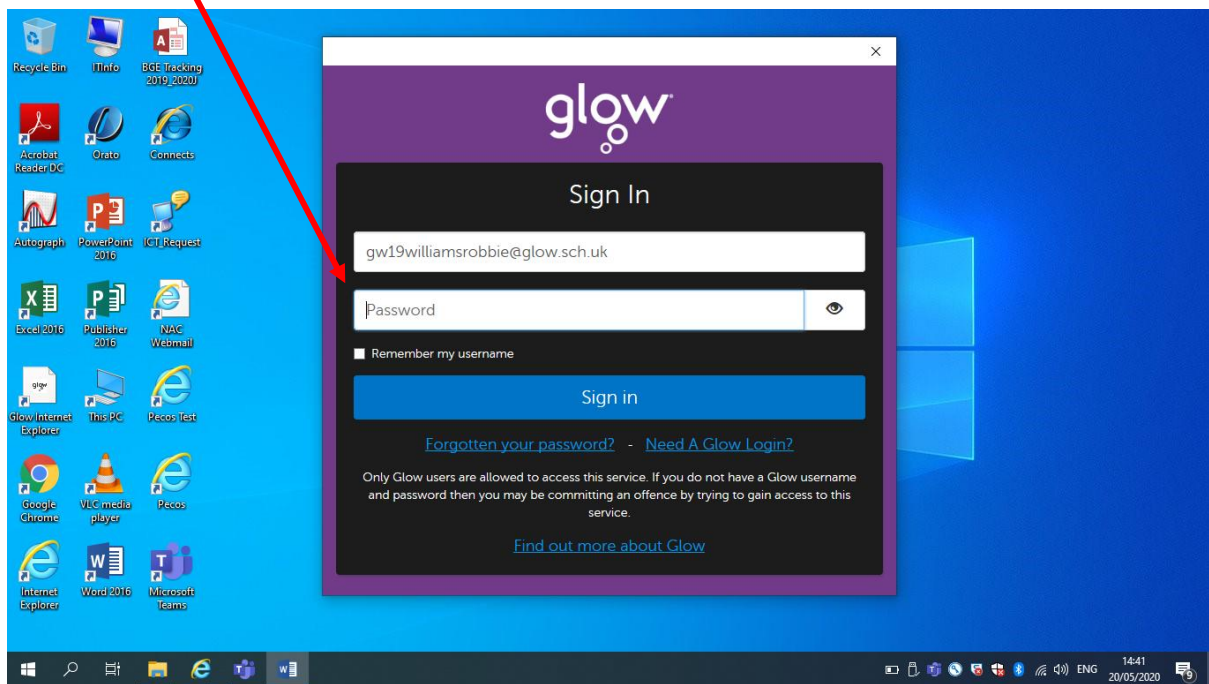 Recycle Bin
ITInfo
BGE Tracking
2019_2020J
Acrobat
Reader DC
Orato
Connects
Autograph
PowerPoint
2016
ICT_Request
Excel 2016
Publisher
2016
NAC
Webmail
glow
Glow Internet
Explorer
This PC
Pecos Test
Google
Chrome
VLC media
player
Pecos
Internet
Explorer
Word 2016
Microsoft
Teams
glow
Sign In
gw19williamsrobbie@glow.sch.uk
Password
Remember my username
Sign in
Forgotten your password? - Need A Glow Login?
Only Glow users are allowed to access this service. If you do not have a Glow username
and password then you may be committing an offence by trying to gain access to this
service.
Find out more about Glow
ENG
14:41
20/05/2020
9